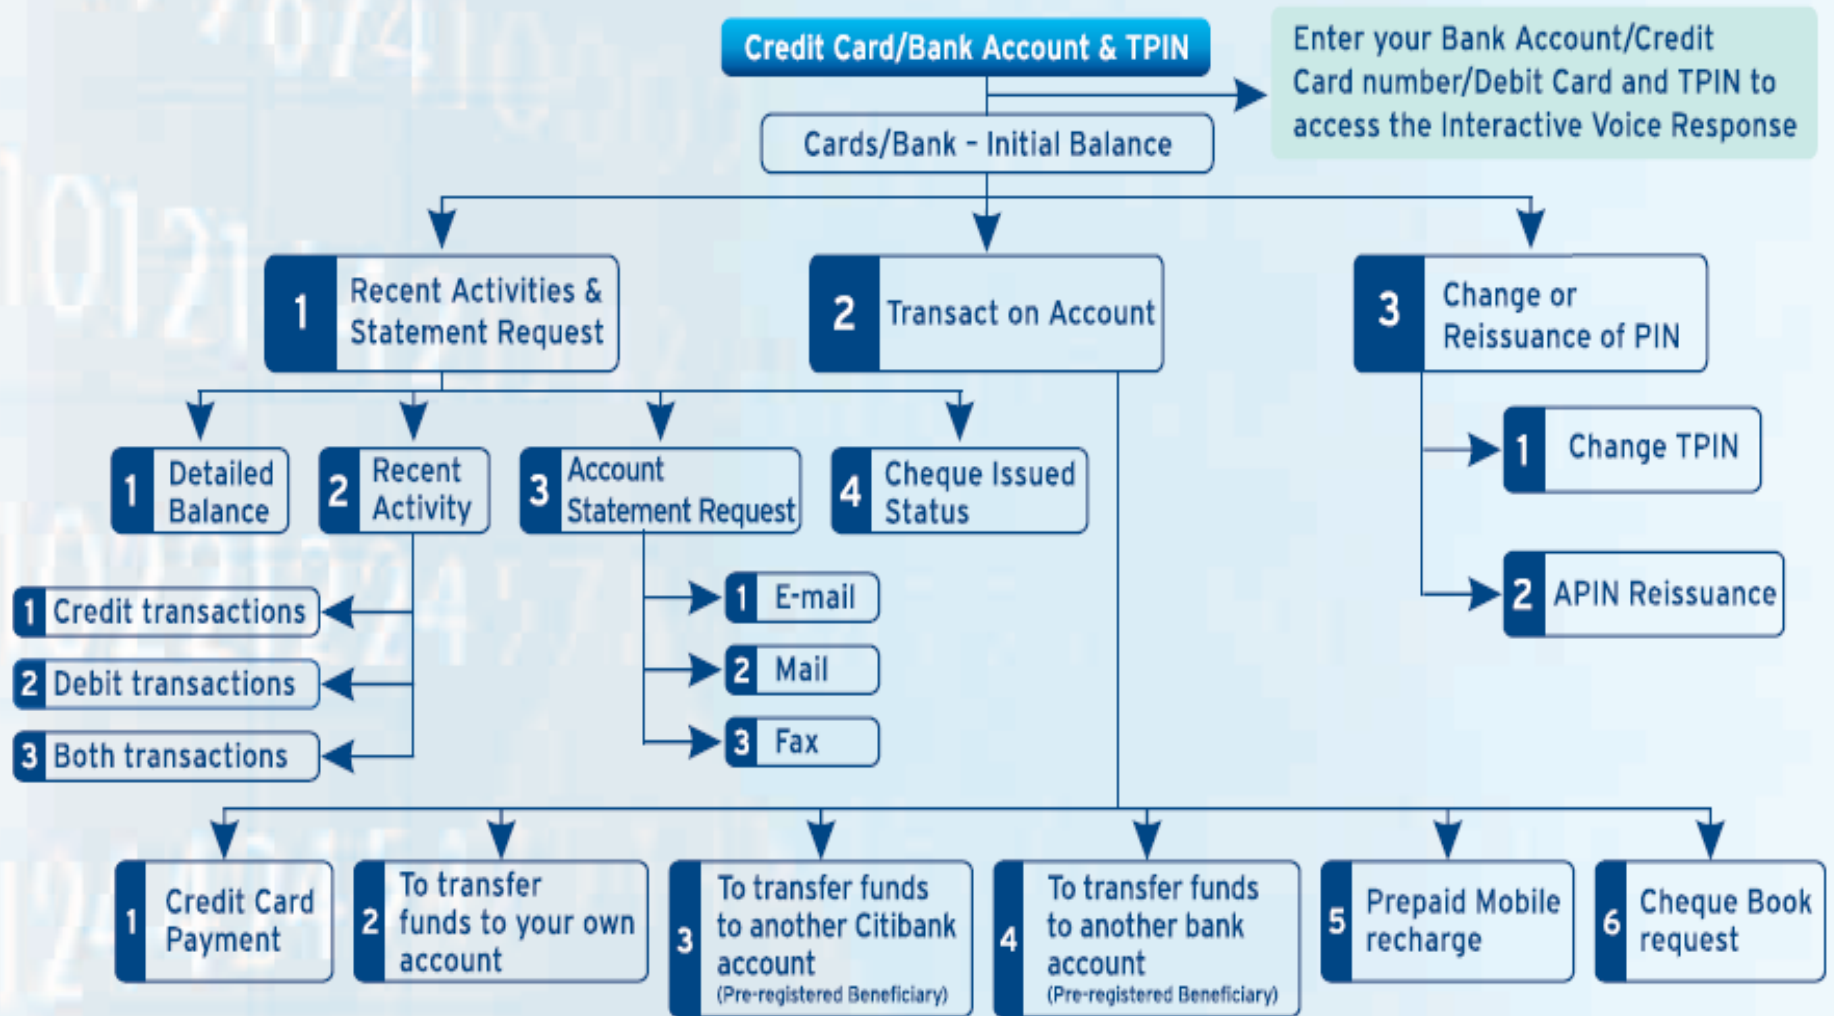 Credit Card/Bank Account & TPIN
Enter your Bank Account/Credit
Card number/Debit Card and TPIN to
access the Interactive Voice Response
Cards/Bank – Initial Balance
1
Recent Activities &
Statement Request
2
Transact on Account
3
Change or
Reissuance of PIN
1
Detailed
Balance
2
Recent
Activity
3
Account
Statement Request
4
Cheque Issued
Status
1
Change TPIN
2
APIN Reissuance
1 Credit transactions
2 Debit transactions
3 Both transactions
1 E-mail
2 Mail
3 Fax
1
Credit Card
Payment
2
To transfer
funds to your own
account
3
To transfer funds
to another Citibank
account
(Pre-registered Beneficiary)
4
To transfer funds
to another bank
account
(Pre-registered Beneficiary)
5
Prepaid Mobile
recharge
6
Cheque Book
request